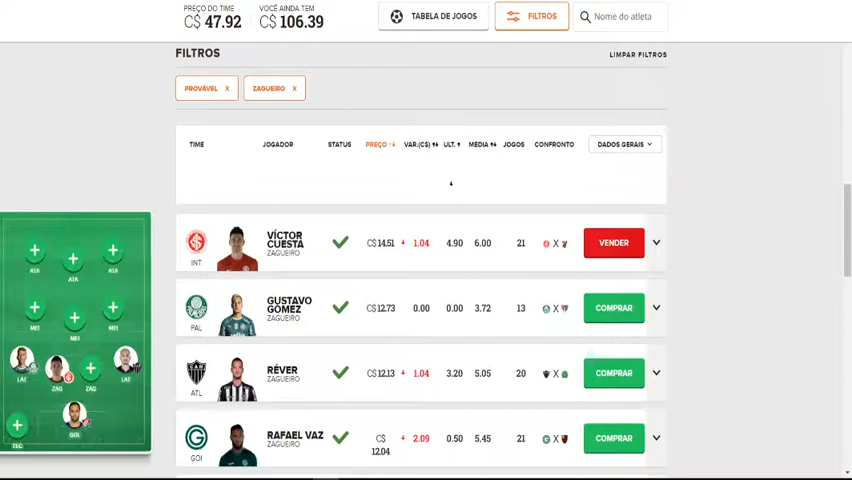 PREÇO DO TIME
C$ 47.92
VOCÊ AINDA TEM
C$ 106.39
TABELA DE JOGOS
FILTROS
Nome do atleta
FILTROS
LIMPAR FILTROS
PROVÁVEL X
ZAGUEIRO X
TIME JOGADOR STATUS PREÇO VAR.(C$) ULT. MÉDIA JOGOS CONFRONTO DADOS GERAIS
INT
VÍCTOR CUESTA
ZAGUEIRO
C$ 14.51 1.04 4.90 6.00 21 X VENDER
PAL
GUSTAVO GÓMEZ
ZAGUEIRO
C$ 12.73 0.00 0.00 3.72 13 X COMPRAR
ATL
RÉVER
ZAGUEIRO
C$ 12.13 1.04 3.20 5.05 20 X COMPRAR
GOI
RAFAEL VAZ
ZAGUEIRO
C$ 12.04 2.09 0.50 5.45 21 X COMPRAR
ATA ATA ATA
MEI MEI MEI
LAT ZAG ZAG LAT
GOL
TEC